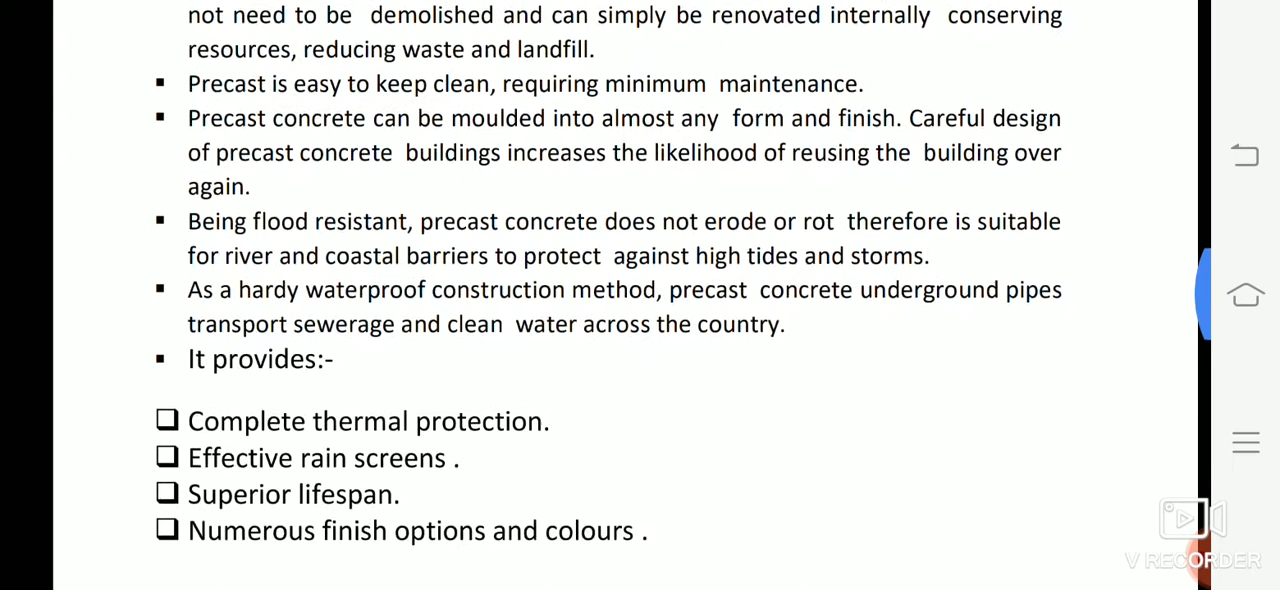 not need to be demolished and can simply be renovated internally conserving
resources, reducing waste and landfill.
▪ Precast is easy to keep clean, requiring minimum maintenance.
▪ Precast concrete can be moulded into almost any form and finish. Careful design
of precast concrete buildings increases the likelihood of reusing the building over
again.
▪ Being flood resistant, precast concrete does not erode or rot therefore is suitable
for river and coastal barriers to protect against high tides and storms.
▪ As a hardy waterproof construction method, precast concrete underground pipes
transport sewerage and clean water across the country.
▪ It provides:-
❑ Complete thermal protection.
❑ Effective rain screens .
❑ Superior lifespan.
❑ Numerous finish options and colours .
V RECORDER